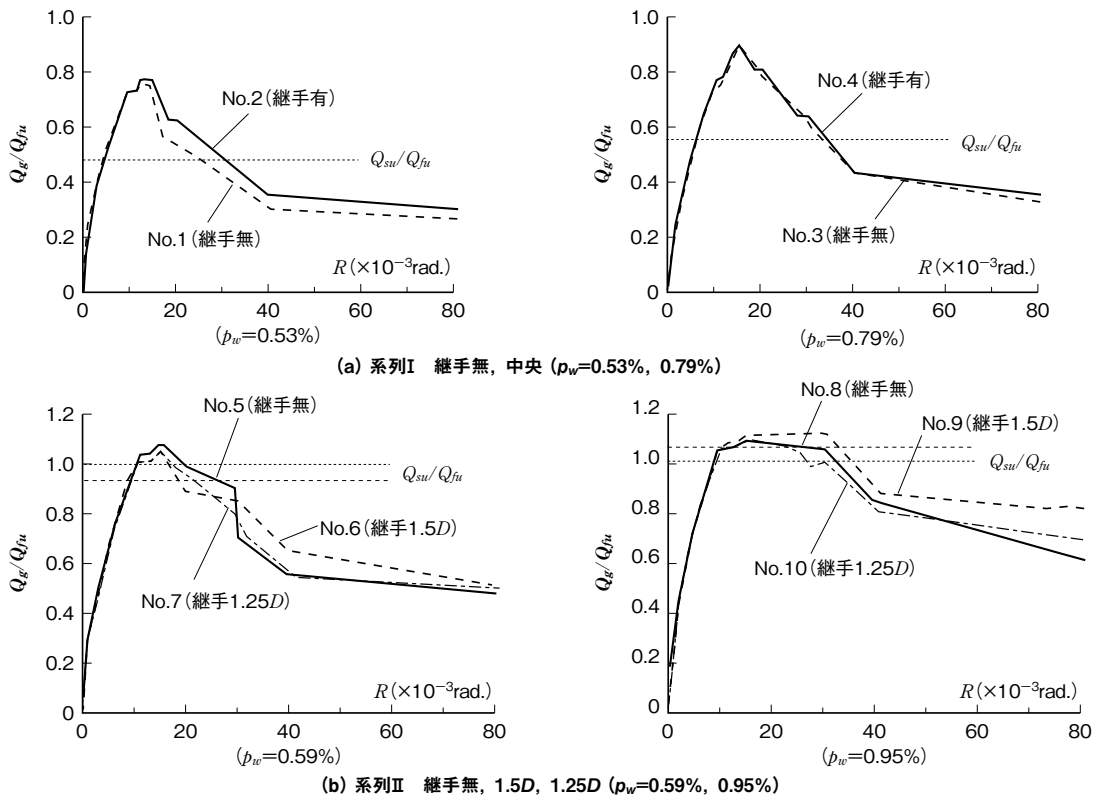 1.0
0.8
0.6
0.4
0.2
0
Qg/Qfu
No.2（継手有）
Qsu/Qfu
No.1（継手無）
R（×10−3rad.）
0 20 40 60 80
（pw=0.53%）
1.0
0.8
0.6
0.4
0.2
0
Qg/Qfu
No.4（継手有）
Qsu/Qfu
No.3（継手無）
R（×10−3rad.）
0 20 40 60 80
（pw=0.79%）
(a) 系列I 継手無, 中央（pw=0.53%, 0.79%）
1.2
1.0
0.8
0.6
0.4
0.2
0
Qg/Qfu
No.5（継手無）
Qsu/Qfu
No.6（継手1.5D）
No.7（継手1.25D）
R（×10−3rad.）
0 20 40 60 80
（pw=0.59%）
1.2
1.0
0.8
0.6
0.4
0.2
0
Qg/Qfu
No.8（継手無）
No.9（継手1.5D）
Qsu/Qfu
No.10（継手1.25D）
R（×10−3rad.）
0 20 40 60 80
（pw=0.95%）
(b) 系列II 継手無, 1.5D, 1.25D（pw=0.59%, 0.95%）